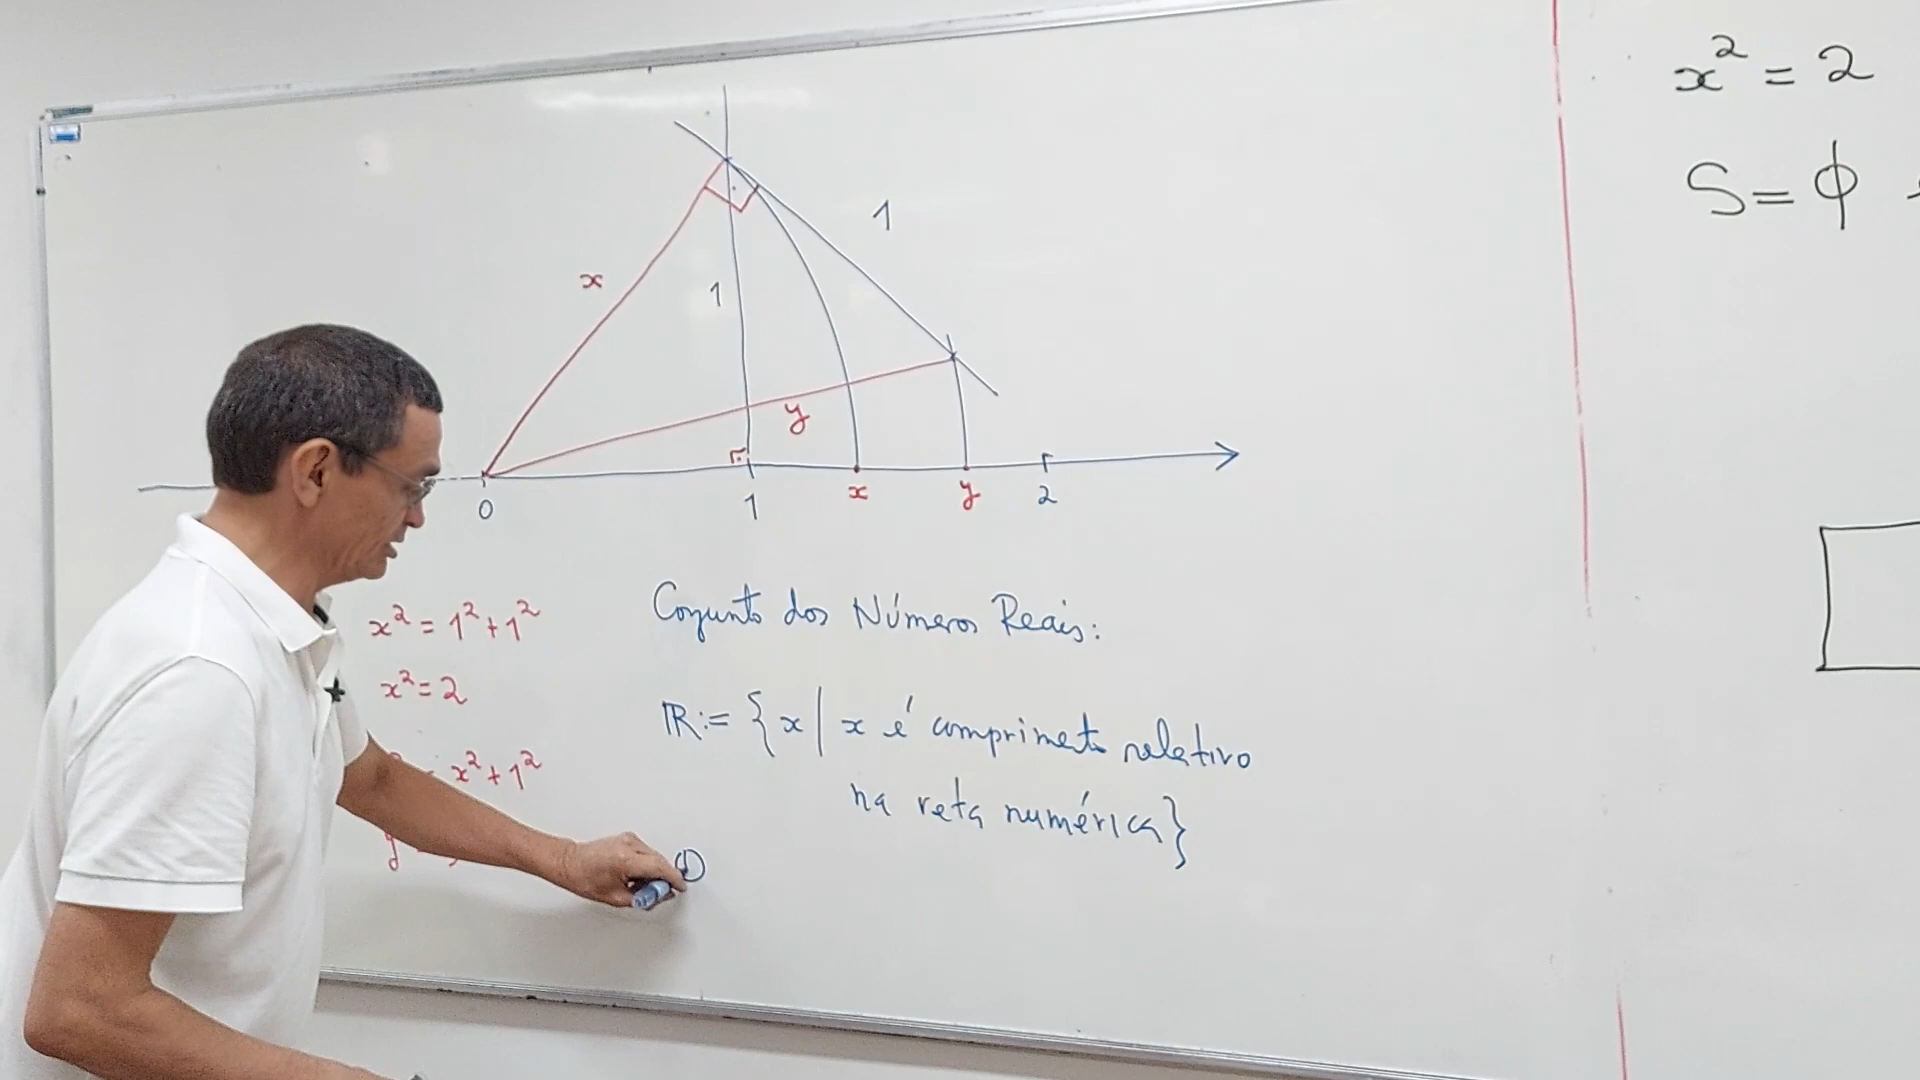 x² = 2
S = ϕ
1
x
1
y
0 1 x y 2
x² = 1² + 1²
x² = 2
x² + 1²
Conjunto dos Números Reais:
ℝ := {x | x é comprimento relativo
na reta numérica}